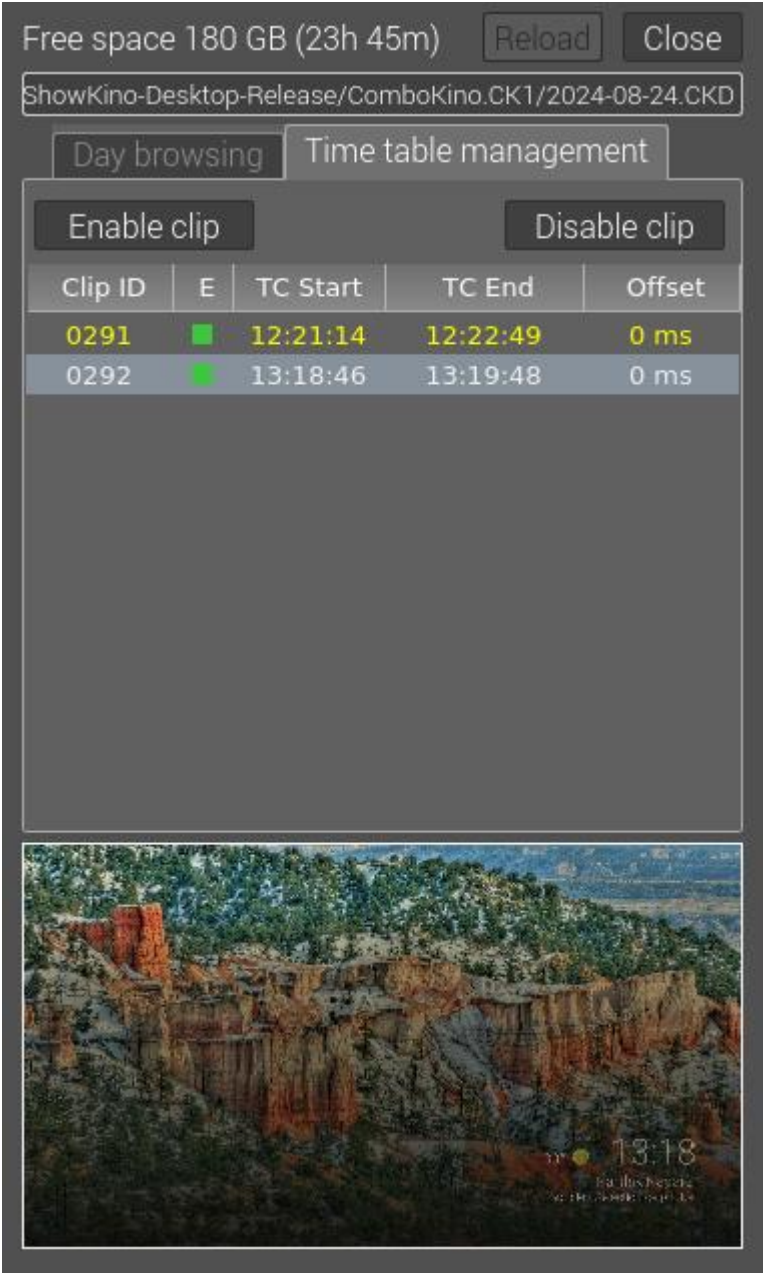 Free space 180 GB (23h 45m) Reload Close
ShowKino-Desktop-Release/ComboKino.CK1/2024-08-24.CKD
Day browsing Time table management
Enable clip Disable clip
Clip ID E TC Start TC End Offset
0291 12:21:14 12:22:49 0 ms
0292 13:18:46 13:19:48 0 ms
13:18